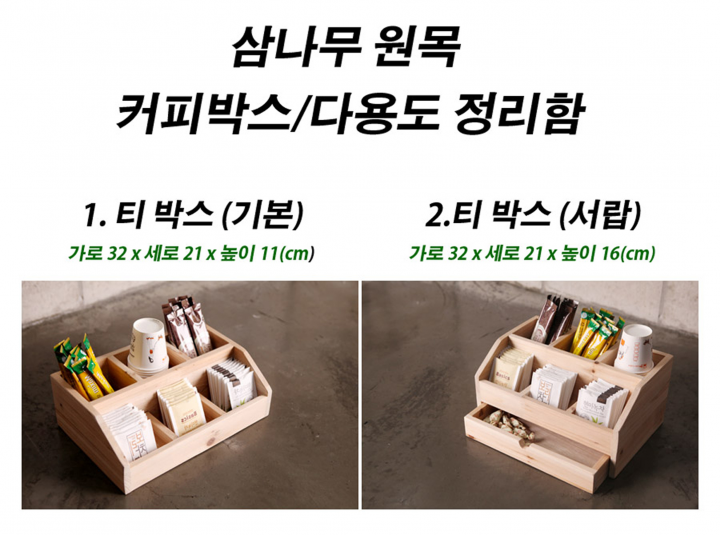 삼나무 원목
커피박스/다용도 정리함
1. 티 박스 (기본)
가로 32 x 세로 21 x 높이 11(cm)
2.티 박스 (서랍)
가로 32 x 세로 21 x 높이 16(cm)